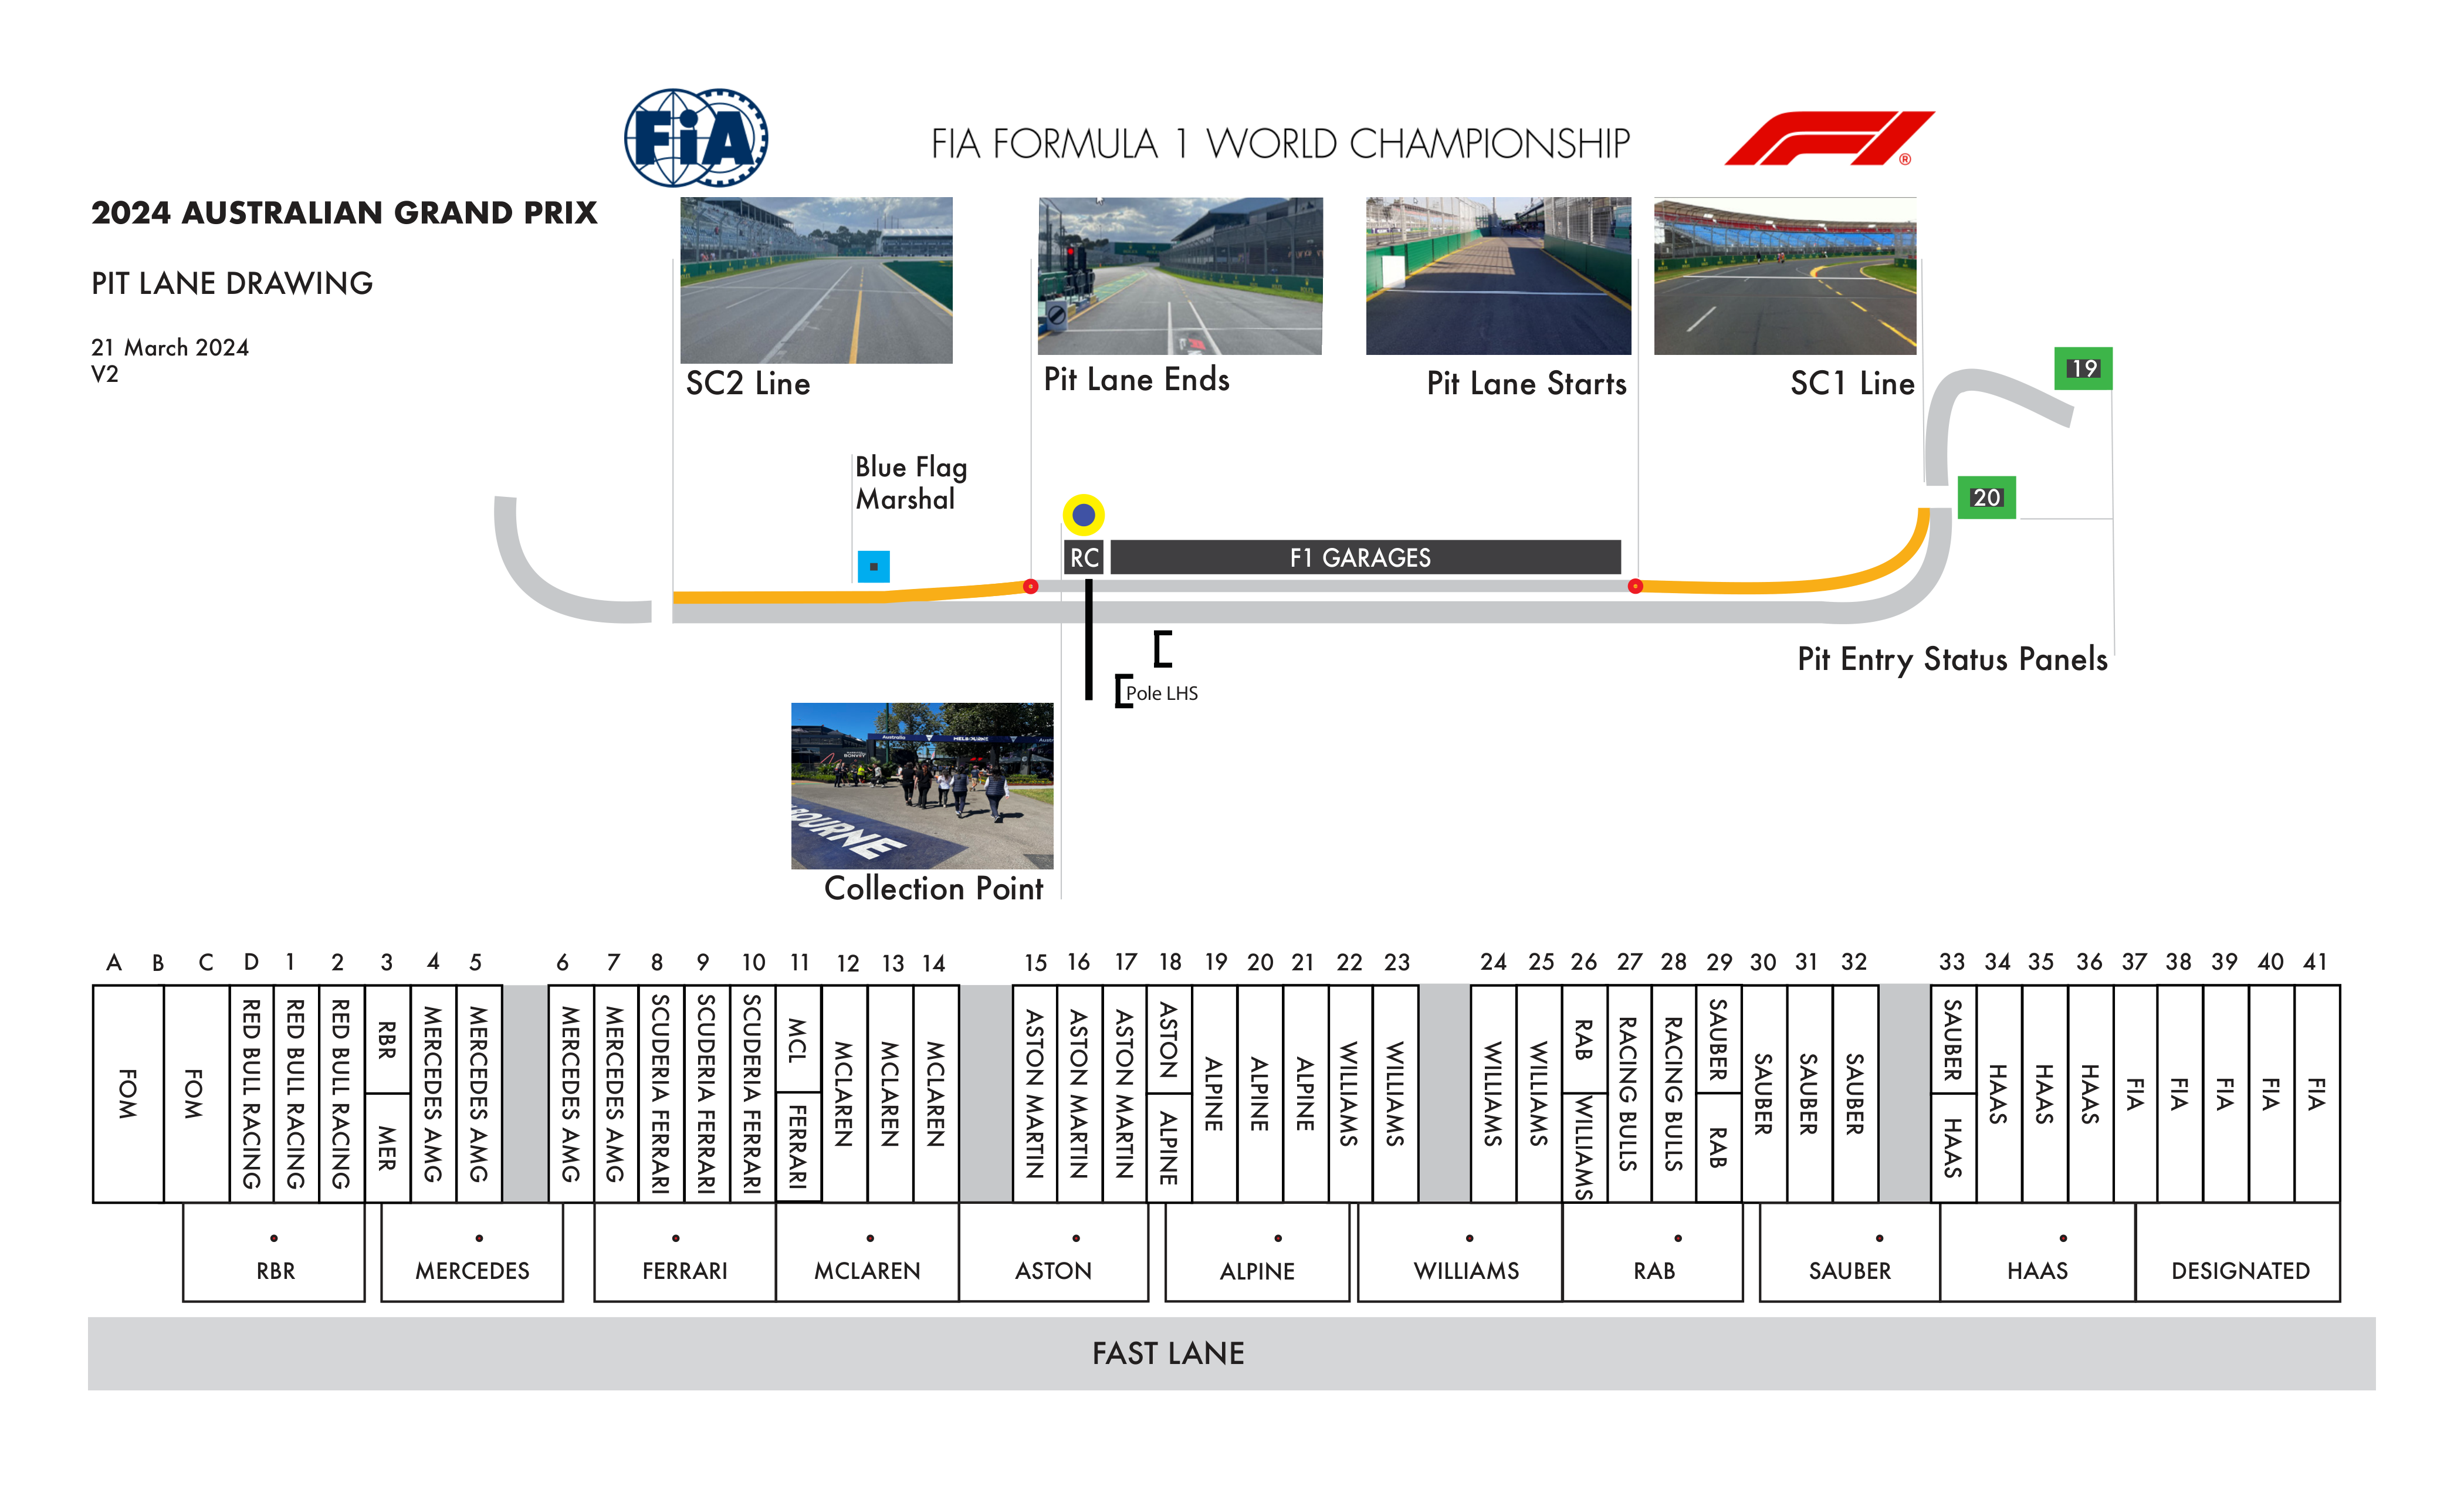 FiA
FIA FORMULA 1 WORLD CHAMPIONSHIP
F1
®
2024 AUSTRALIAN GRAND PRIX
PIT LANE DRAWING
21 March 2024
V2
SC2 Line
Pit Lane Ends
Pit Lane Starts
SC1 Line
19
20
Blue Flag
Marshal
RC
F1 GARAGES
Pole LHS
Pit Entry Status Panels
Australia
MELBOURNE
OURNE
Collection Point
A B C D 1 2 3 4 5 6 7 8 9 10 11 12 13 14 15 16 17 18 19 20 21 22 23 24 25 26 27 28 29 30 31 32 33 34 35 36 37 38 39 40 41
FOM
FOM
RED BULL RACING
RED BULL RACING
RED BULL RACING
RBR
MER
MERCEDES AMG
MERCEDES AMG
MERCEDES AMG
MERCEDES AMG
SCUDERIA FERRARI
SCUDERIA FERRARI
SCUDERIA FERRARI
MCL
FERRARI
MCLAREN
MCLAREN
MCLAREN
ASTON MARTIN
ASTON MARTIN
ASTON MARTIN
ASTON
ALPINE
ALPINE
ALPINE
ALPINE
WILLIAMS
WILLIAMS
WILLIAMS
WILLIAMS
RAB
WILLIAMS
RACING BULLS
RACING BULLS
SAUBER
RAB
SAUBER
SAUBER
SAUBER
SAUBER
HAAS
HAAS
HAAS
HAAS
FIA
FIA
FIA
FIA
FIA
RBR
MERCEDES
FERRARI
MCLAREN
ASTON
ALPINE
WILLIAMS
RAB
SAUBER
HAAS
DESIGNATED
FAST LANE